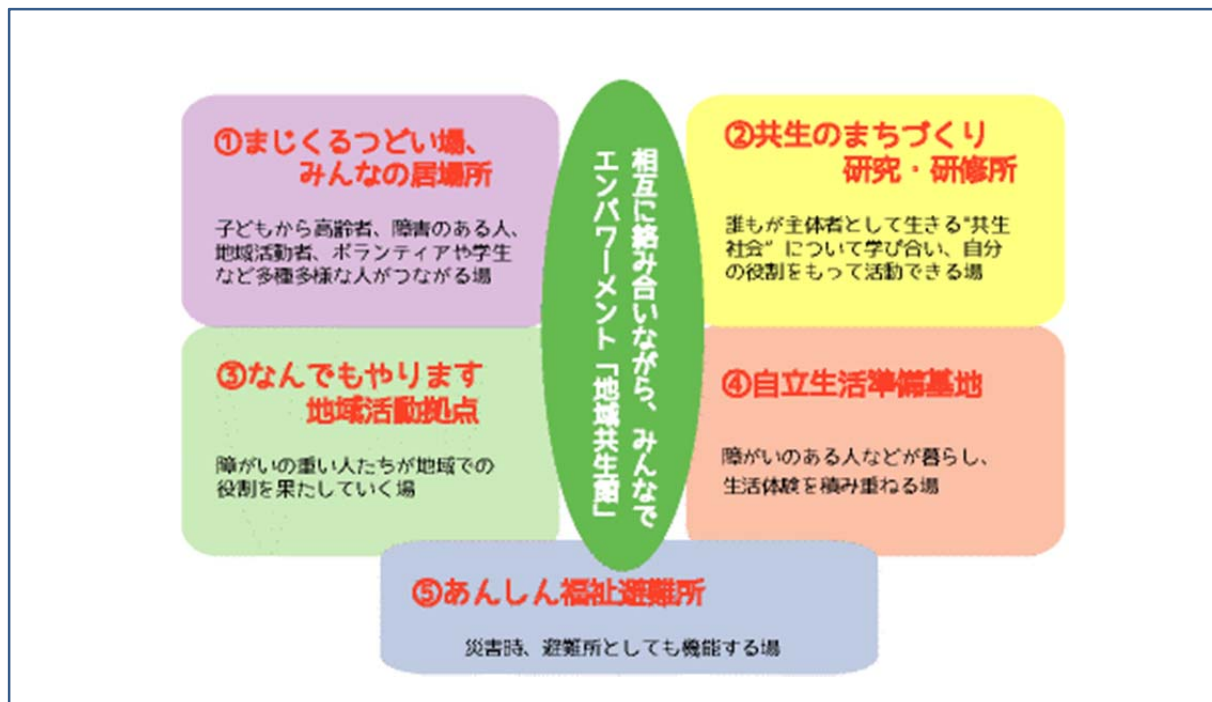 ①まじくるつどい場、
みんなの居場所
子どもから高齢者、障害のある人、
地域活動者、ボランティアや学生
など多種多様な人がつながる場
②共生のまちづくり
研究・研修所
誰もが主体者として生きる"共生
社会"について学び合い、自分
の役割をもって活動できる場
相互に絡み合いながら、みんなで
エンパワーメント「地域共生館」
③なんでもやります
地域活動拠点
障がいの重い人たちが地域での
役割を果たしていく場
④自立生活準備基地
障がいのある人などが暮らし、
生活体験を積み重ねる場
⑤あんしん福祉避難所
災害時、避難所としても機能する場